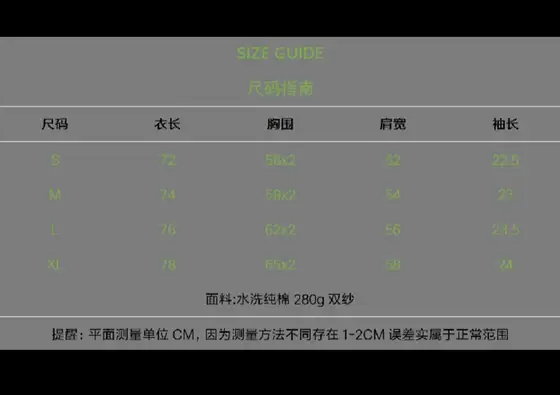 SIZE GUIDE
尺码指南
尺码 衣长 胸围 肩宽 袖长
S 72 56x2 52 22.5
M 74 59x2 54 23
L 76 62x2 56 23.5
XL 78 65x2 58 24
面料:水洗纯棉 280g 双纱
提醒：平面测量单位 CM，因为测量方法不同存在 1-2CM 误差实属于正常范围